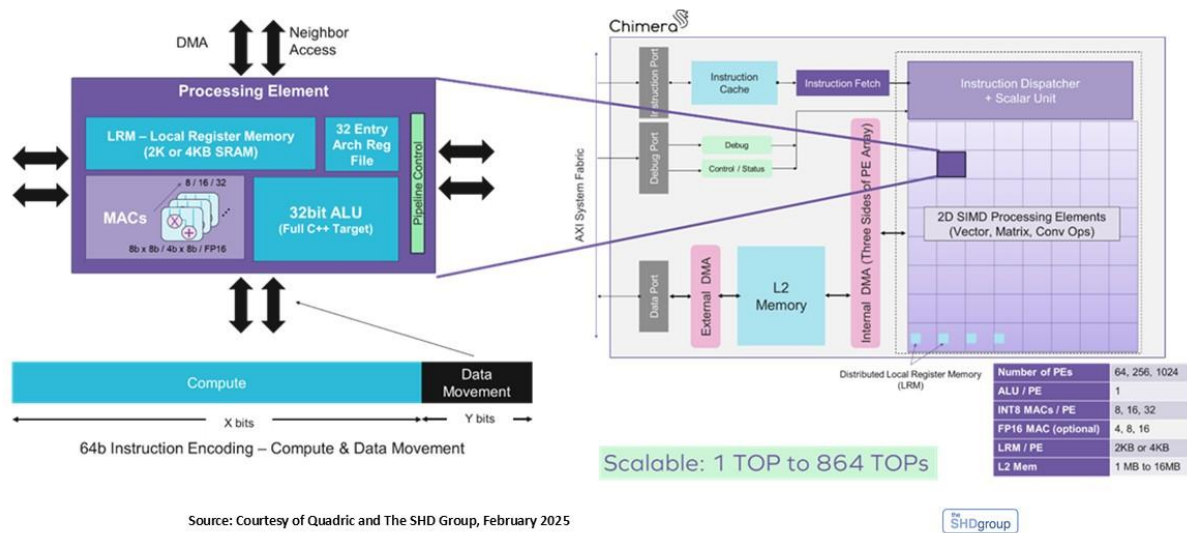 DMA
Neighbor
Access
Processing Element
LRM – Local Register Memory
(2K or 4KB SRAM)
32 Entry
Arch Reg
File
Pipeline Control
MACs
8 / 16 / 32
8b x 8b / 4b x 8b / FP16
32bit ALU
(Full C++ Target)
Compute
Data
Movement
X bits
Y bits
64b Instruction Encoding – Compute & Data Movement
Chimera
AXI System Fabric
Instruction Port
Instruction
Cache
Instruction Fetch
Instruction Dispatcher
+ Scalar Unit
Debug Port
Debug
Control / Status
Data Port
External DMA
L2
Memory
Internal DMA (Three Sides of PE Array)
2D SIMD Processing Elements
(Vector, Matrix, Conv Ops)
Distributed Local Register Memory
(LRM)
Number of PEs 64, 256, 1024
ALU / PE 1
INT8 MACs / PE 8, 16, 32
FP16 MAC (optional) 4, 8, 16
LRM / PE 2KB or 4KB
L2 Mem 1 MB to 16MB
Scalable: 1 TOP to 864 TOPs
Source: Courtesy of Quadric and The SHD Group, February 2025
the
SHDgroup